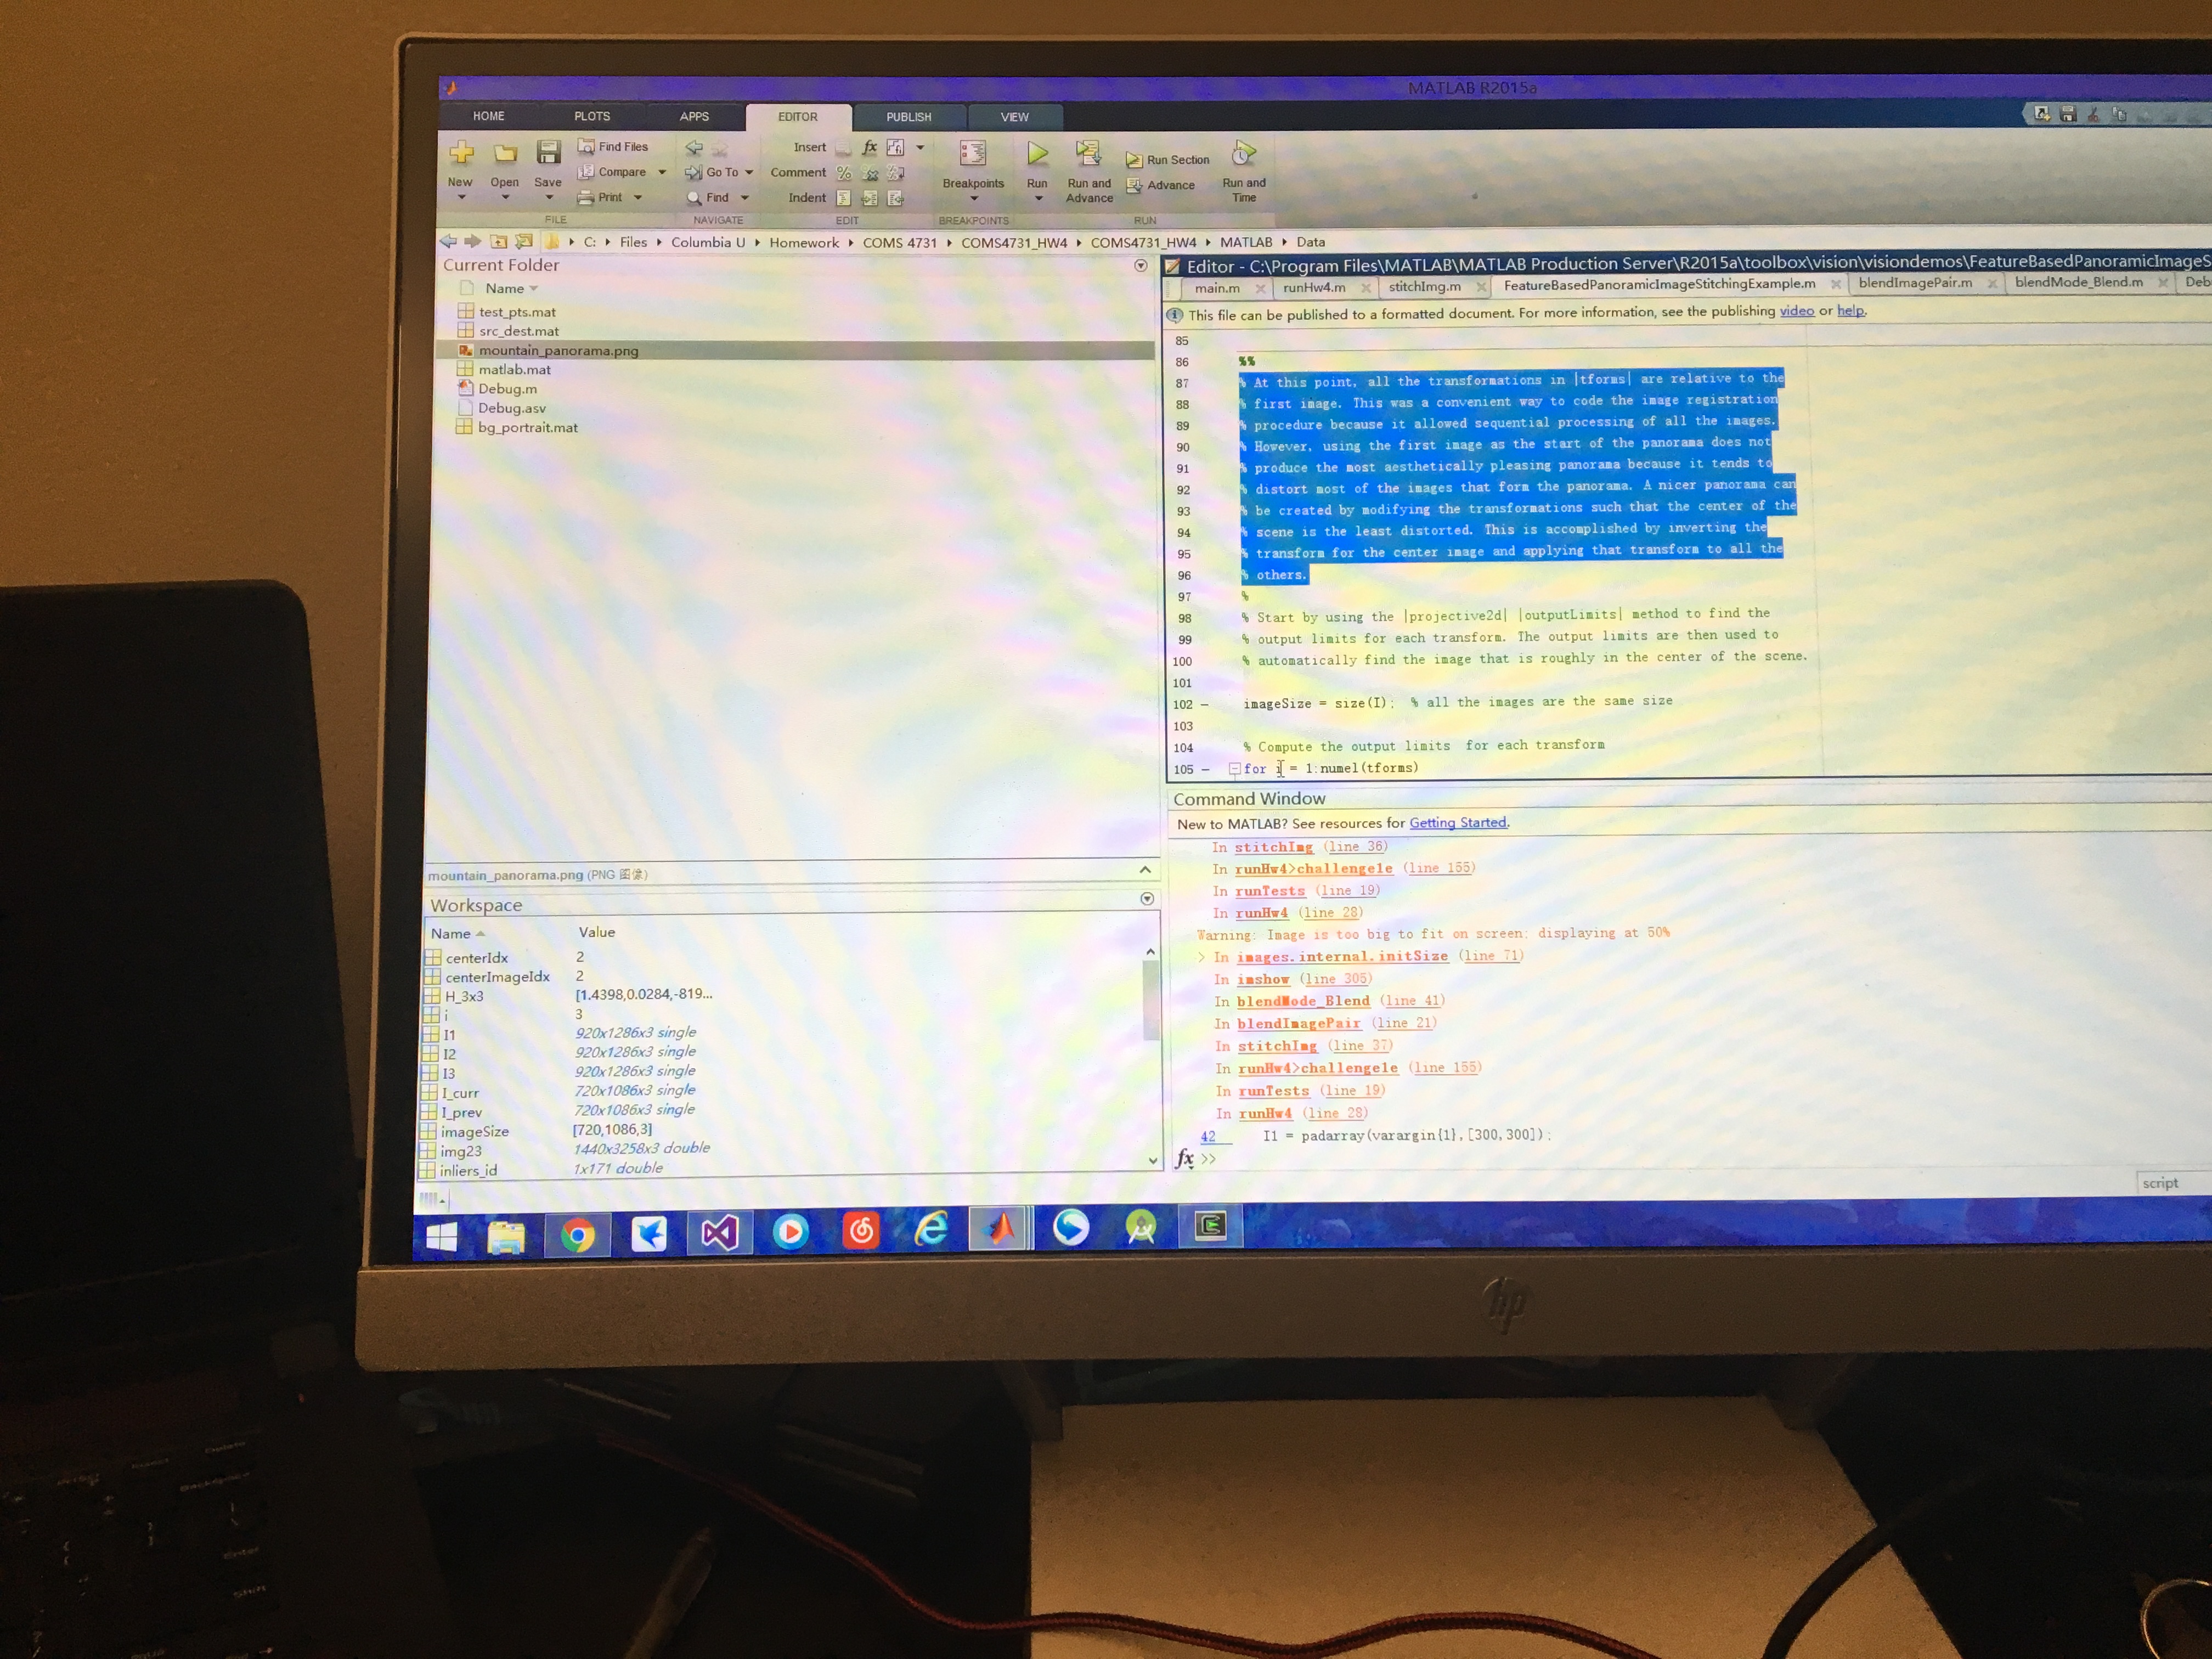 MATLAB R2015a
HOME PLOTS APPS EDITOR PUBLISH VIEW
New Open Save
Find Files
Compare
Print
Go To
Find
Insert fx
Comment %
Indent
Breakpoints
Run
Run and Advance
Run Section
Advance
Run and Time
FILE NAVIGATE EDIT BREAKPOINTS RUN
C: Files Columbia U Homework COMS 4731 COMS4731_HW4 COMS4731_HW4 MATLAB Data
Current Folder
Name
test_pts.mat
src_dest.mat
mountain_panorama.png
matlab.mat
Debug.m
Debug.asv
bg_portrait.mat
mountain_panorama.png (PNG 图像)
Workspace
Name Value
centerIdx 2
centerImageIdx 2
H_3x3 [1.4398,0.0284,-819...
i 3
I1 920x1286x3 single
I2 920x1286x3 single
I3 920x1286x3 single
I_curr 720x1086x3 single
I_prev 720x1086x3 single
imageSize [720,1086,3]
img23 1440x3258x3 double
inliers_id 1x171 double
Editor - C:\Program Files\MATLAB\MATLAB Production Server\R2015a\toolbox\vision\visiondemos\FeatureBasedPanoramicImageS
main.m runHw4.m stitchImg.m FeatureBasedPanoramicImageStitchingExample.m blendImagePair.m blendMode_Blend.m Deb
This file can be published to a formatted document. For more information, see the publishing video or help.
85
86 %%
87 % At this point, all the transformations in |tforms| are relative to the
88 % first image. This was a convenient way to code the image registration
89 % procedure because it allowed sequential processing of all the images.
90 % However, using the first image as the start of the panorama does not
91 % produce the most aesthetically pleasing panorama because it tends to
92 % distort most of the images that form the panorama. A nicer panorama can
93 % be created by modifying the transformations such that the center of the
94 % scene is the least distorted. This is accomplished by inverting the
95 % transform for the center image and applying that transform to all the
96 % others.
97 %
98 % Start by using the |projective2d| |outputLimits| method to find the
99 % output limits for each transform. The output limits are then used to
100 % automatically find the image that is roughly in the center of the scene.
101
102 – imageSize = size(I); % all the images are the same size
103
104 % Compute the output limits for each transform
105 – for i = 1:numel(tforms)
Command Window
New to MATLAB? See resources for Getting Started.
In stitchImg (line 36)
In runHw4>challenge1e (line 155)
In runTests (line 19)
In runHw4 (line 28)
Warning: Image is too big to fit on screen; displaying at 50%
> In images.internal.initSize (line 71)
In imshow (line 305)
In blendMode_Blend (line 41)
In blendImagePair (line 21)
In stitchImg (line 37)
In runHw4>challenge1e (line 155)
In runTests (line 19)
In runHw4 (line 28)
42 I1 = padarray(varargin{1}, [300, 300]);
fx >>
script
hp
Delete
Backspace
Enter
Shift